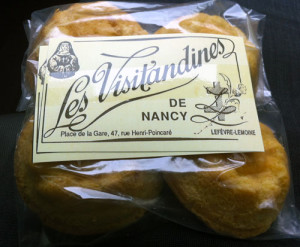 Les Visitandines
DE
NANCY
Place de la Gare, 47, rue Henri-Poincaré
LEFÈVRE-LEMOINE